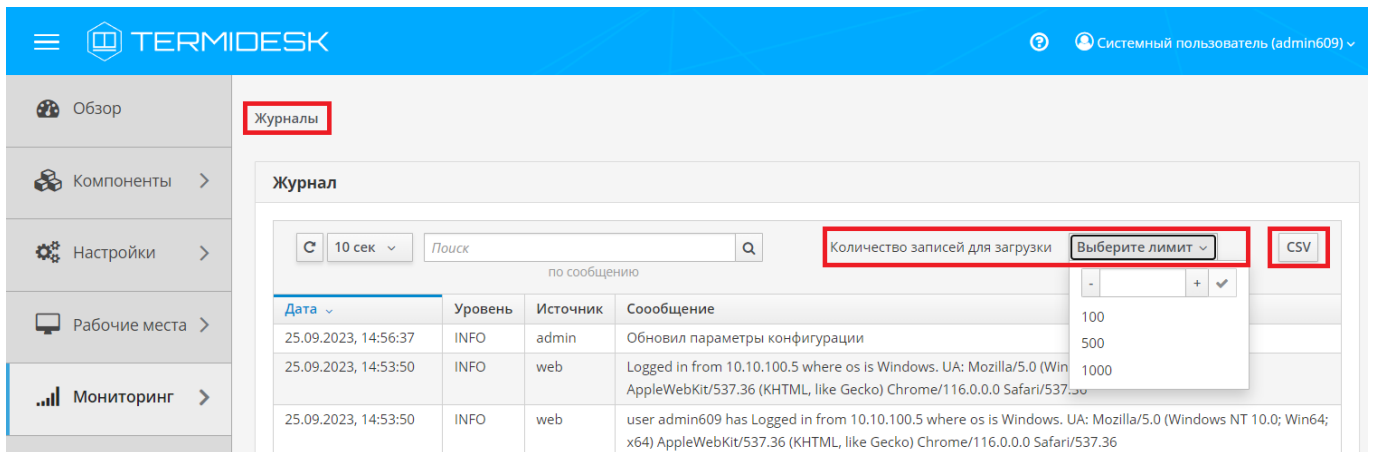 TERMIDESK
Системный пользователь (admin609)
Обзор
Компоненты
Настройки
Рабочие места
Мониторинг
Журналы
Журнал
10 сек
Поиск
по сообщению
Количество записей для загрузки
Выберите лимит
CSV
- +
100
500
1000
Дата Уровень Источник Соообщение
25.09.2023, 14:56:37 INFO admin Обновил параметры конфигурации
25.09.2023, 14:53:50 INFO web Logged in from 10.10.100.5 where os is Windows. UA: Mozilla/5.0 (Win
AppleWebKit/537.36 (KHTML, like Gecko) Chrome/116.0.0.0 Safari/537.36
25.09.2023, 14:53:50 INFO web user admin609 has Logged in from 10.10.100.5 where os is Windows. UA: Mozilla/5.0 (Windows NT 10.0; Win64;
x64) AppleWebKit/537.36 (KHTML, like Gecko) Chrome/116.0.0.0 Safari/537.36